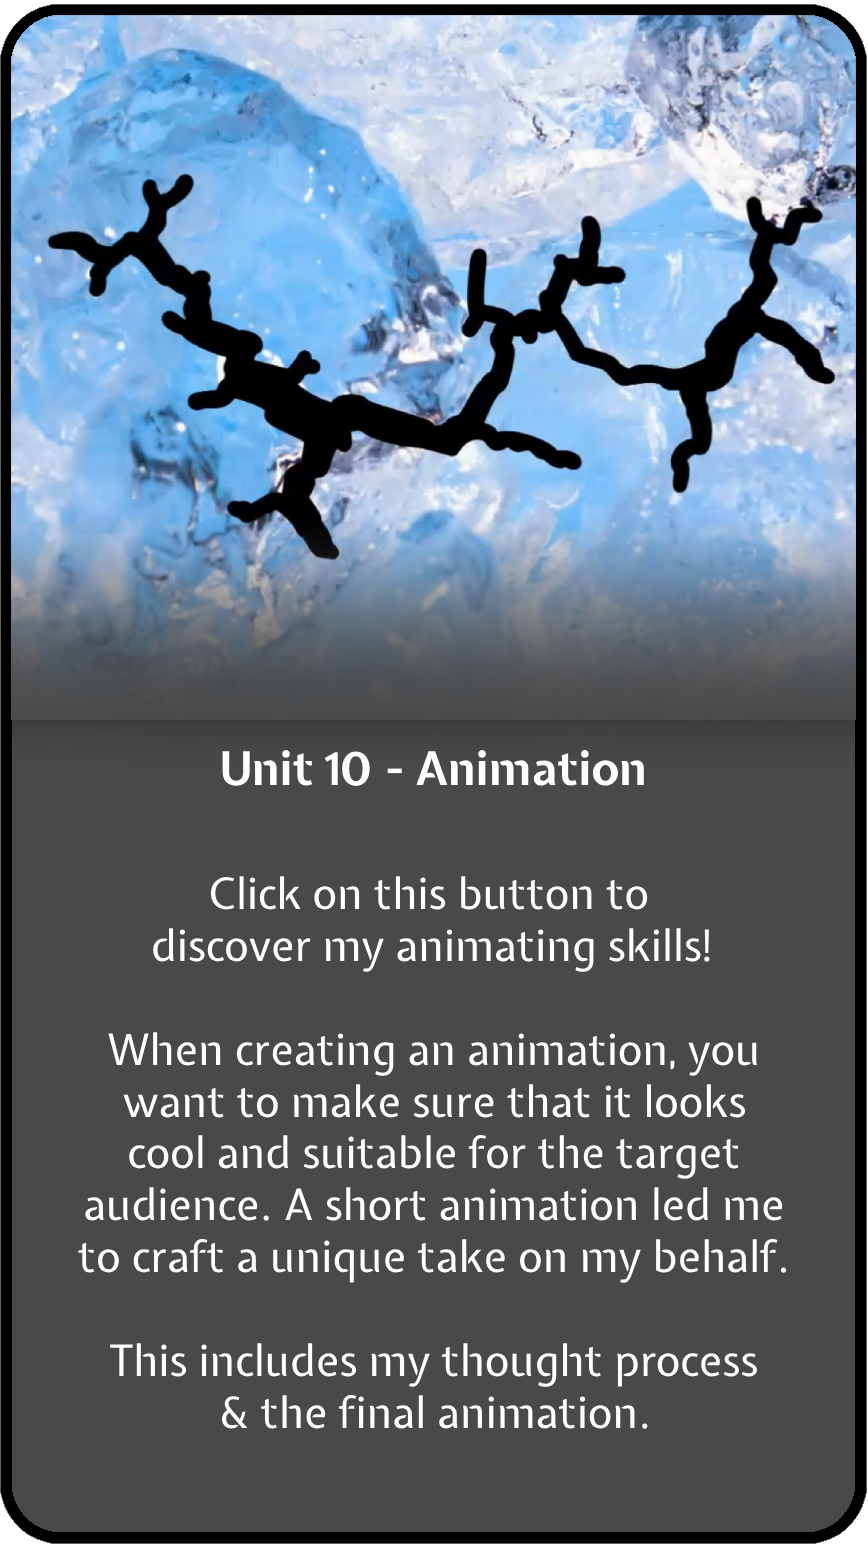 Unit 10 - Animation
Click on this button to
discover my animating skills!
When creating an animation, you
want to make sure that it looks
cool and suitable for the target
audience. A short animation led me
to craft a unique take on my behalf.
This includes my thought process
& the final animation.